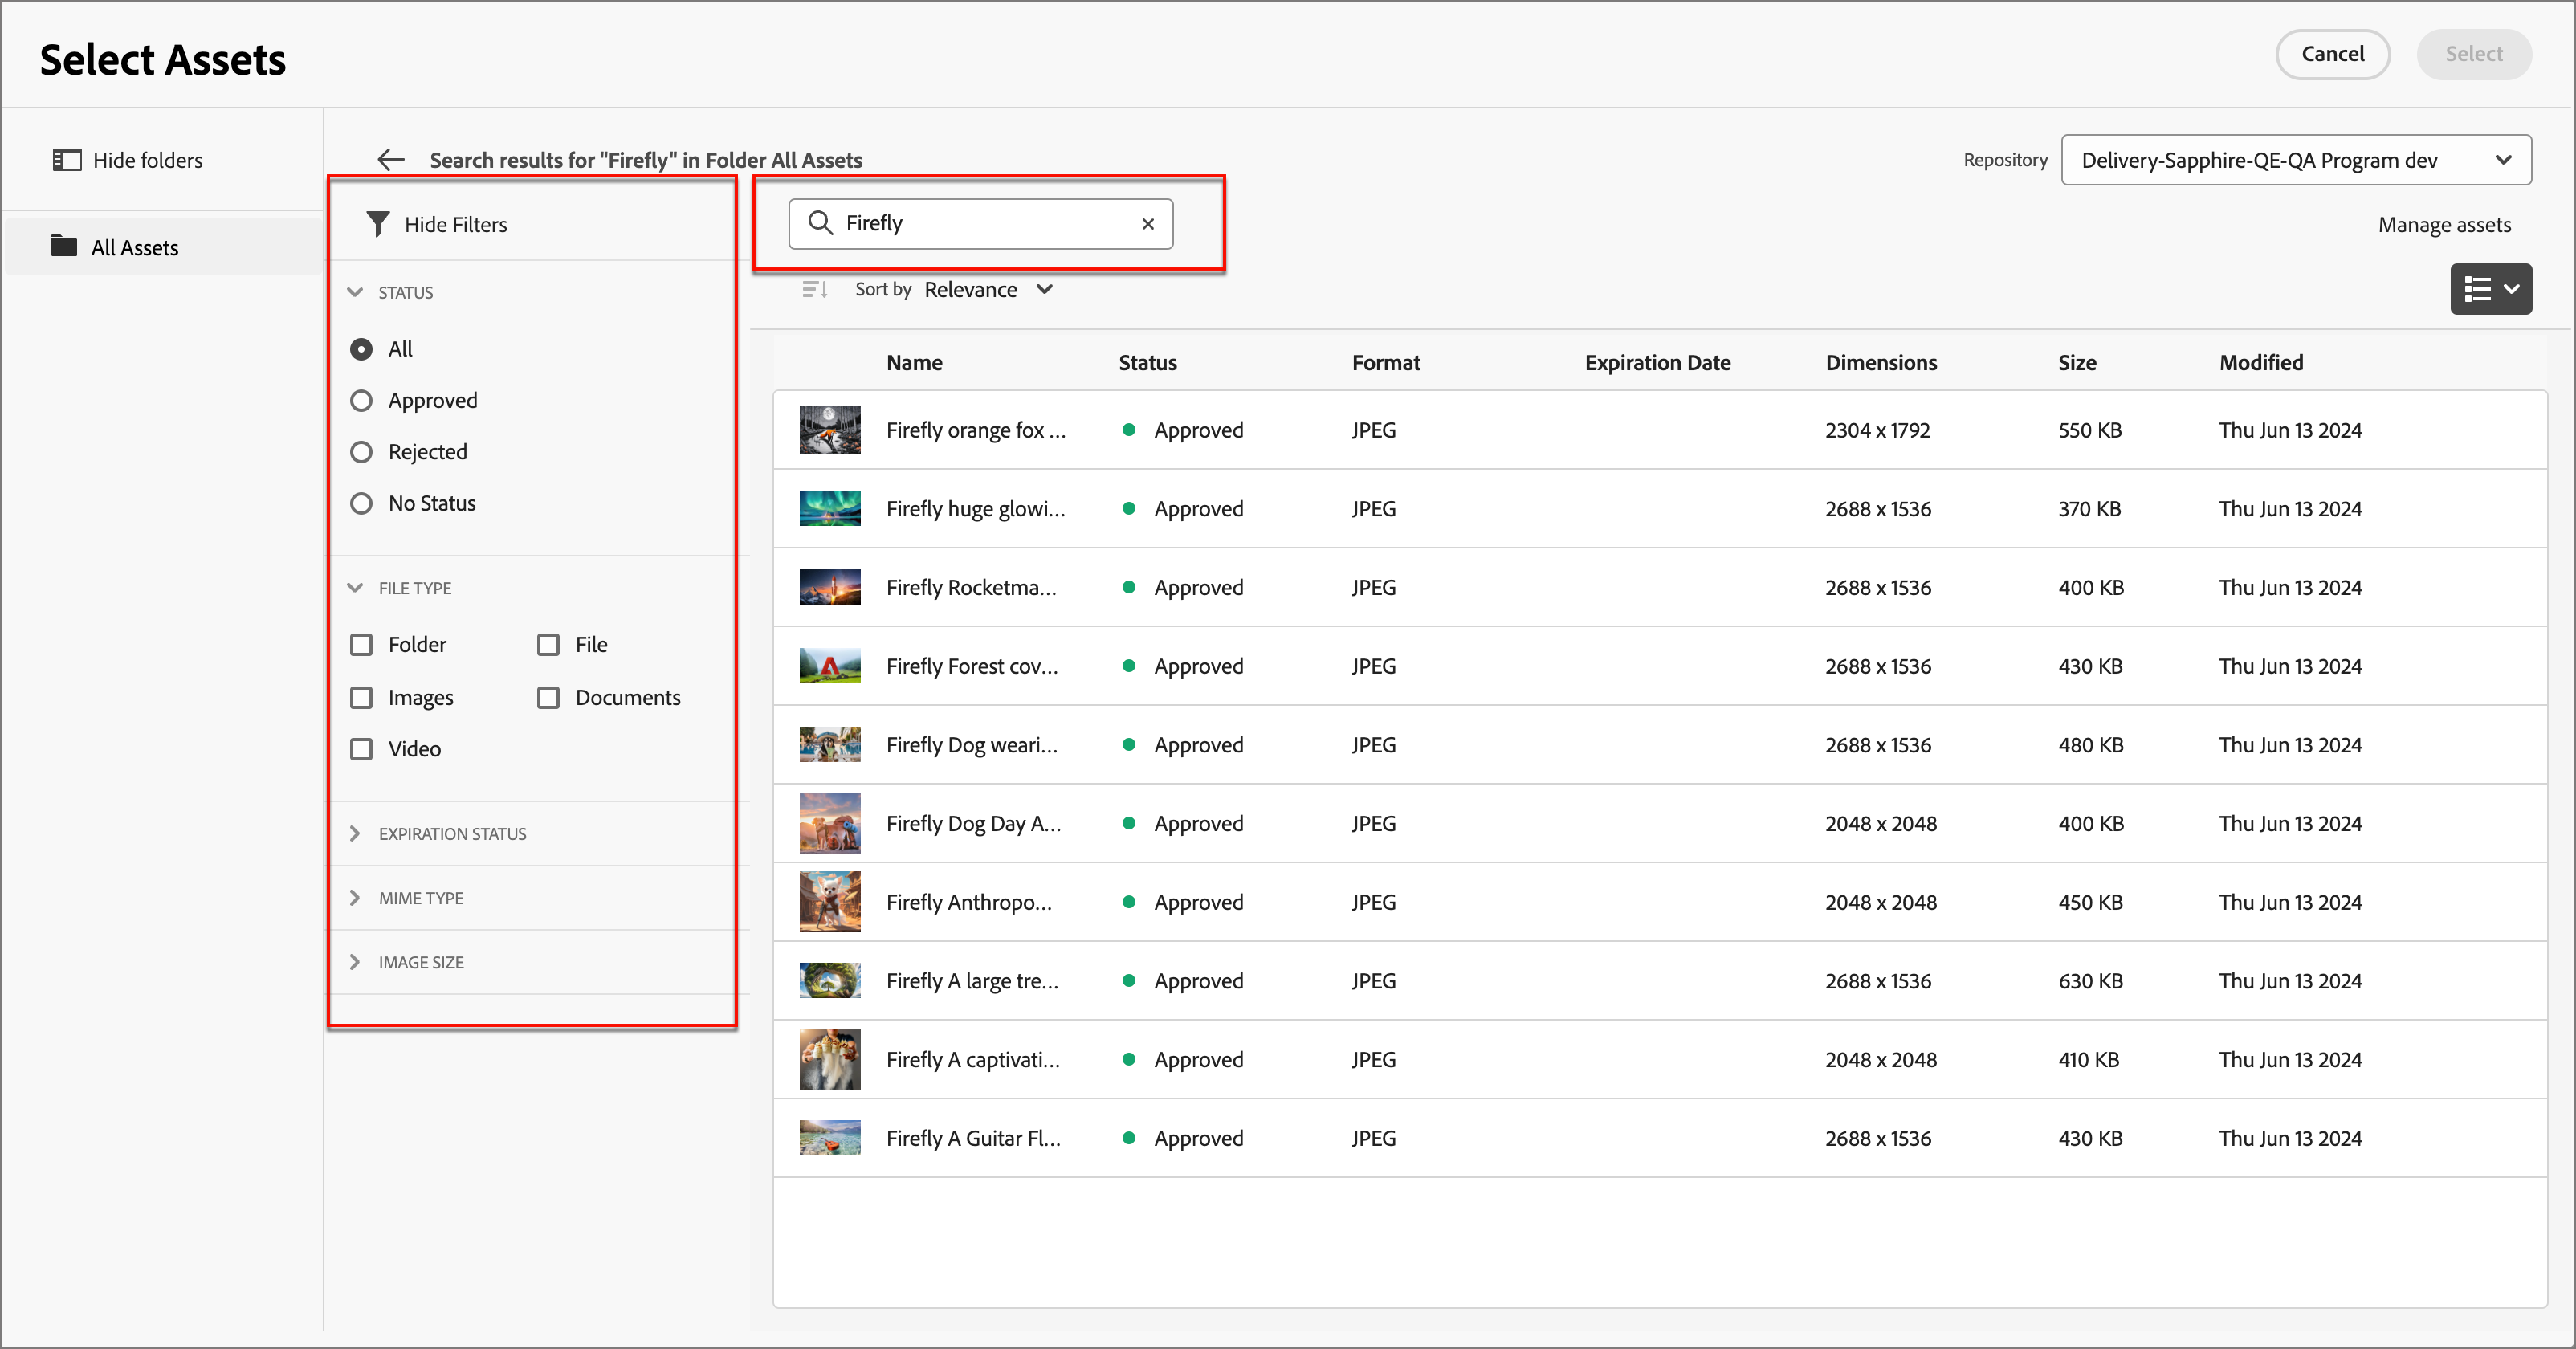 Select Assets
Cancel
Select
Hide folders
Search results for "Firefly" in Folder All Assets
Repository
Delivery-Sapphire-QE-QA Program dev
All Assets
Hide Filters
Firefly
Manage assets
STATUS
All
Approved
Rejected
No Status
FILE TYPE
Folder
File
Images
Documents
Video
EXPIRATION STATUS
MIME TYPE
IMAGE SIZE
Sort by Relevance
Name Status Format Expiration Date Dimensions Size Modified
Firefly orange fox ... Approved JPEG 2304 x 1792 550 KB Thu Jun 13 2024
Firefly huge glowi... Approved JPEG 2688 x 1536 370 KB Thu Jun 13 2024
Firefly Rocketma... Approved JPEG 2688 x 1536 400 KB Thu Jun 13 2024
Firefly Forest cov... Approved JPEG 2688 x 1536 430 KB Thu Jun 13 2024
Firefly Dog weari... Approved JPEG 2688 x 1536 480 KB Thu Jun 13 2024
Firefly Dog Day A... Approved JPEG 2048 x 2048 400 KB Thu Jun 13 2024
Firefly Anthropo... Approved JPEG 2048 x 2048 450 KB Thu Jun 13 2024
Firefly A large tre... Approved JPEG 2688 x 1536 630 KB Thu Jun 13 2024
Firefly A captivati... Approved JPEG 2048 x 2048 410 KB Thu Jun 13 2024
Firefly A Guitar Fl... Approved JPEG 2688 x 1536 430 KB Thu Jun 13 2024